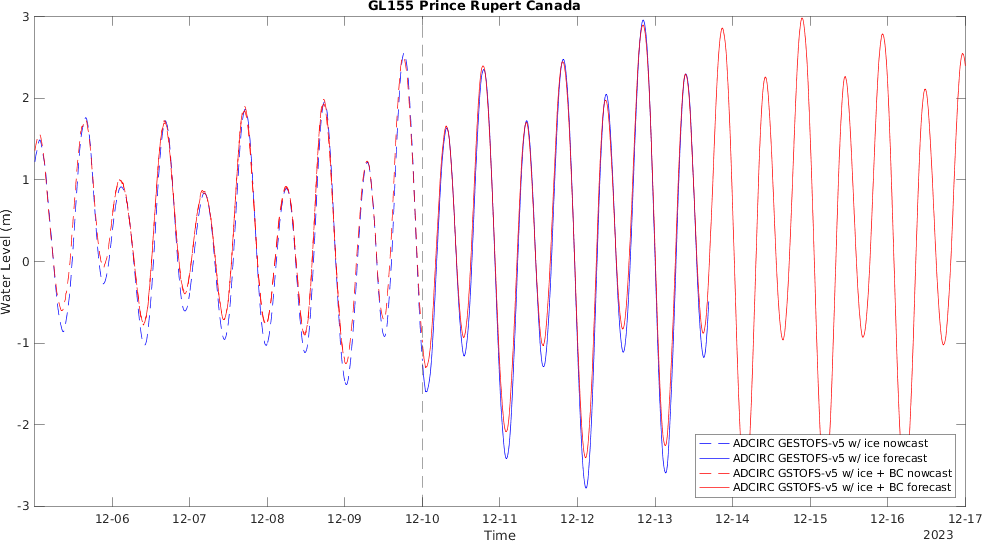 GL155 Prince Rupert Canada
3
2
1
0
-1
-2
-3
Water Level (m)
ADCIRC GESTOFS-v5 w/ ice nowcast
ADCIRC GESTOFS-v5 w/ ice forecast
ADCIRC GSTOFS-v5 w/ ice + BC nowcast
ADCIRC GSTOFS-v5 w/ ice + BC forecast
12-06 12-07 12-08 12-09 12-10 12-11 12-12 12-13 12-14 12-15 12-16 12-17
Time
2023